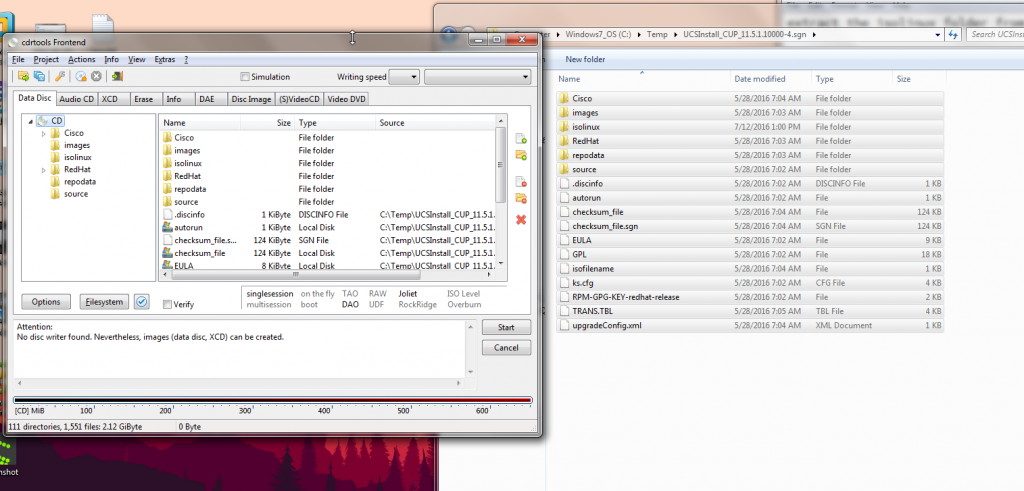 cdrtools Frontend
File Project Actions Info View Extras ?
Simulation Writing speed
Data Disc Audio CD XCD Erase Info DAE Disc Image (S)VideoCD Video DVD
CD
Cisco
images
isolinux
RedHat
repodata
source
Name Size Type Source
Cisco File folder
images File folder
isolinux File folder
RedHat File folder
repodata File folder
source File folder
.discinfo 1 KiByte DISCINFO File C:\Temp\UCSInstall_CUP_11.5.1.
autorun 1 KiByte Local Disk C:\Temp\UCSInstall_CUP_11.5.1.
checksum_file.s... 124 KiByte SGN File C:\Temp\UCSInstall_CUP_11.5.1.
checksum_file 124 KiByte Local Disk C:\Temp\UCSInstall_CUP_11.5.1.
EULA 8 KiByte Local Disk C:\Temp\UCSInstall_CUP_11.5.1.
Options Filesystem Verify
singlesession on the fly TAO RAW Joliet ISO Level
multisession boot DAO UDF RockRidge Overburn
Attention:
No disc writer found. Nevertheless, images (data disc, XCD) can be created.
Start
Cancel
[CD] MiB 100 200 300 400 500 600
111 directories, 1,551 files: 2.12 GiByte 0 Byte
nshot
extract the isolinux folder from
Windows7_OS (C:) Temp UCSInstall_CUP_11.5.1.10000-4.sgn Search UCSIns
New folder
Name Date modified Type Size
Cisco 5/28/2016 7:04 AM File folder
images 5/28/2016 7:03 AM File folder
isolinux 7/12/2016 1:00 PM File folder
RedHat 5/28/2016 7:03 AM File folder
repodata 5/28/2016 7:03 AM File folder
source 5/28/2016 7:02 AM File folder
.discinfo 5/28/2016 7:02 AM DISCINFO File 1 KB
autorun 5/28/2016 7:02 AM File 1 KB
checksum_file 5/28/2016 7:04 AM File 124 KB
checksum_file.sgn 5/28/2016 7:04 AM SGN File 124 KB
EULA 5/28/2016 7:02 AM File 9 KB
GPL 5/28/2016 7:02 AM File 18 KB
isofilename 5/28/2016 7:04 AM File 1 KB
ks.cfg 5/28/2016 7:02 AM CFG File 4 KB
RPM-GPG-KEY-redhat-release 5/28/2016 7:02 AM File 2 KB
TRANS.TBL 5/28/2016 7:05 AM TBL File 4 KB
upgradeConfig.xml 5/28/2016 7:04 AM XML Document 1 KB